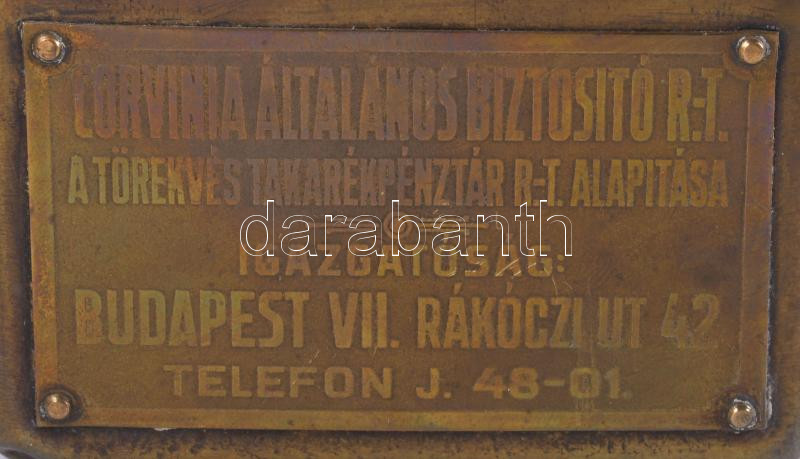 CORVINIA ÁLTALÁNOS BIZTOSITÓ R.-T.
A TÖREKVÉS TAKARÉKPÉNZTÁR R-T. ALAPITÁSA
darabanth
IGAZGATÓSÁG:
BUDAPEST VII. RÁKÓCZI UT 42
TELEFON J. 48-01.